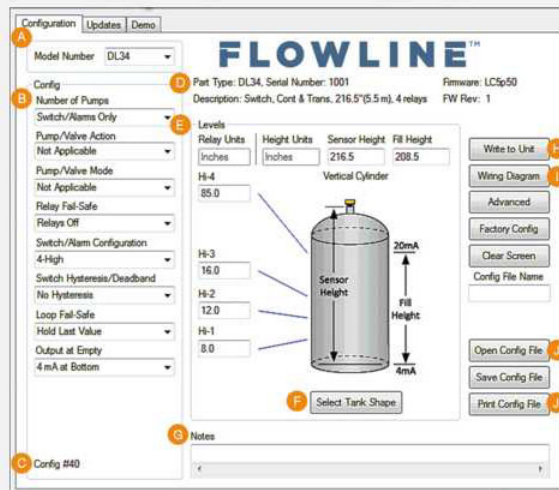 Configuration Updates Demo
A
Model Number DL34
FLOWLINE™
Config
B
Number of Pumps
Switch/Alarms Only
Pump/Valve Action
Not Applicable
Pump/Valve Mode
Not Applicable
Relay Fail-Safe
Relays Off
Switch/Alarm Configuration
4-High
Switch Hysteresis/Deadband
No Hysteresis
Loop Fail-Safe
Hold Last Value
Output at Empty
4 mA at Bottom
C Config #40
D Part Type: DL34, Serial Number: 1001 Firmware: LC5p50
Description: Switch, Cont & Trans, 216.5"(5.5 m), 4 relays FW Rev: 1
E Levels
Relay Units Height Units Sensor Height Fill Height
Inches Inches 216.5 208.5
Hi-4 Vertical Cylinder
85.0
Hi-3
16.0
Hi-2
12.0
Hi-1
8.0
20mA
Sensor
Height
Fill
Height
4mA
F Select Tank Shape
G Notes
Write to Unit H
Wiring Diagram I
Advanced
Factory Config
Clear Screen
Config File Name
Open Config File J
Save Config File
Print Config File J